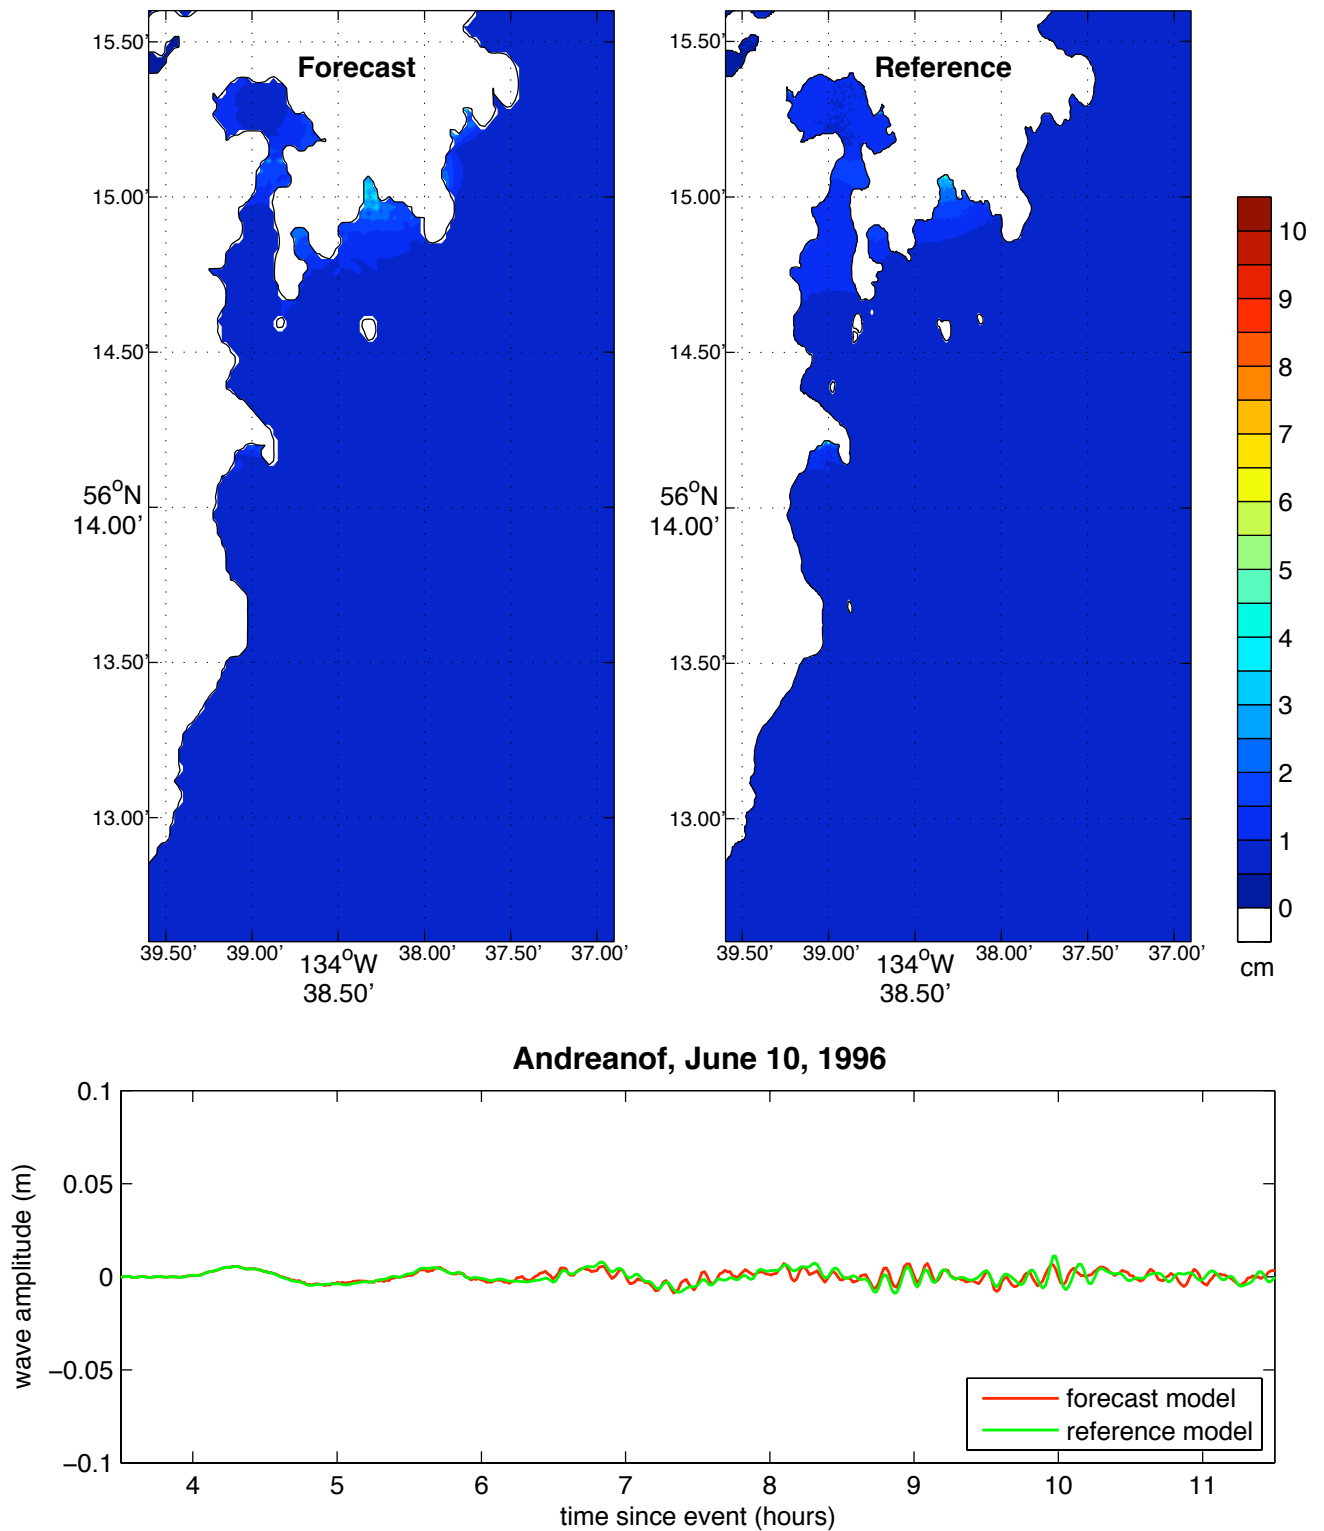 Forecast
Reference
15.50’
15.00’
14.50’
56oN
14.00’
13.50’
13.00’
39.50’ 39.00’ 134oW 38.00’ 37.50’ 37.00’
38.50’
15.50’
15.00’
14.50’
56oN
14.00’
13.50’
13.00’
39.50’ 39.00’ 134oW 38.00’ 37.50’ 37.00’
38.50’
10
9
8
7
6
5
4
3
2
1
0
cm
Andreanof, June 10, 1996
wave amplitude (m)
0.1
0.05
0
−0.05
−0.1
forecast model
reference model
4 5 6 7 8 9 10 11
time since event (hours)